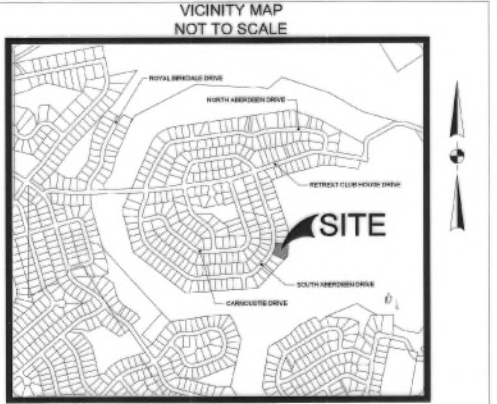 VICINITY MAP
NOT TO SCALE
ROYAL BIRKDALE DRIVE
NORTH ABERDEEN DRIVE
RETREAT CLUB HOUSE DRIVE
SITE
SOUTH ABERDEEN DRIVE
CARNOUSTIE DRIVE